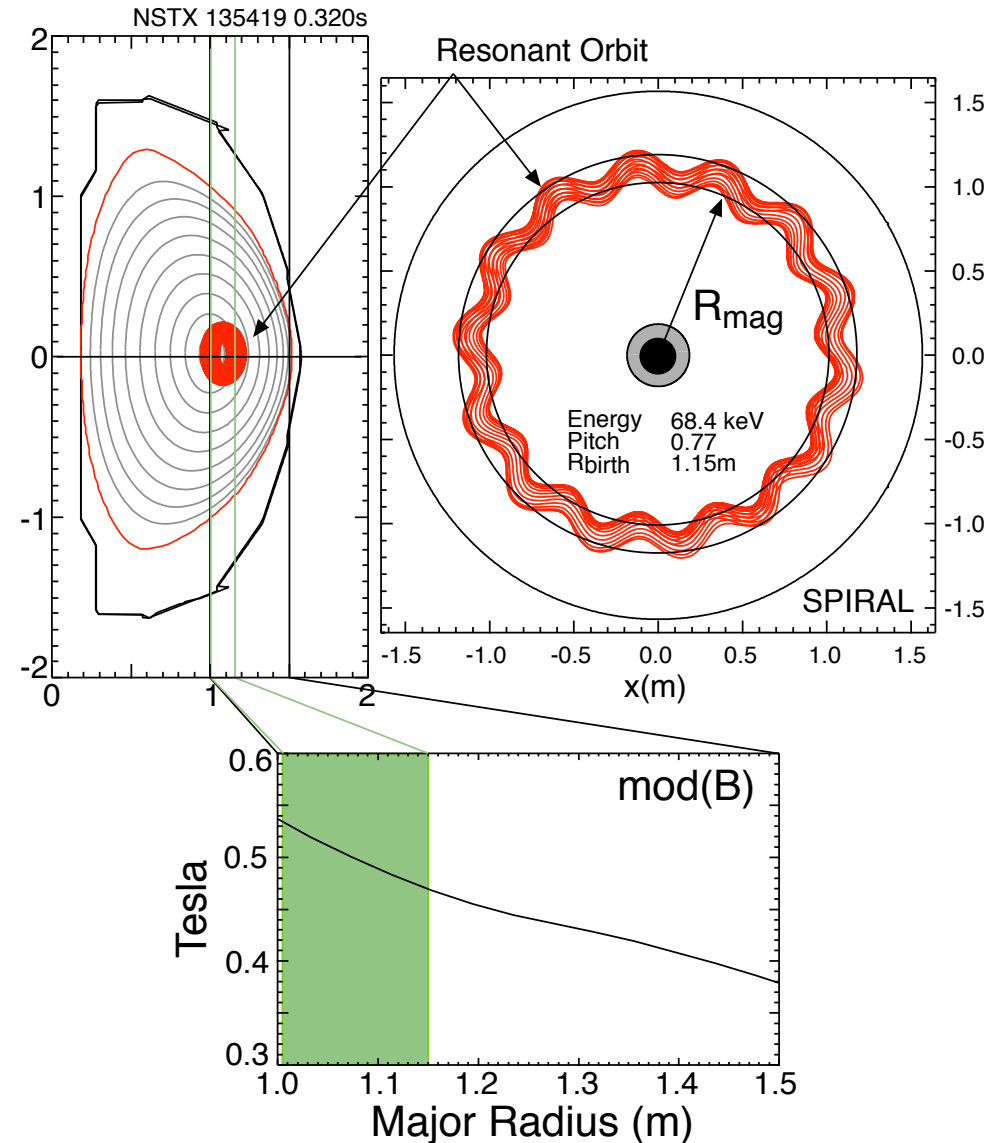 NSTX 135419 0.320s
Resonant Orbit
2
1
0
-1
-2
0
1
2
1.5
1.0
0.5
0.0
-0.5
-1.0
-1.5
Rmag
Energy 68.4 keV
Pitch 0.77
Rbirth 1.15m
SPIRAL
-1.5 -1.0 -0.5 0.0 0.5 1.0 1.5
x(m)
mod(B)
0.6
0.5
0.4
0.3
Tesla
1.0 1.1 1.2 1.3 1.4 1.5
Major Radius (m)